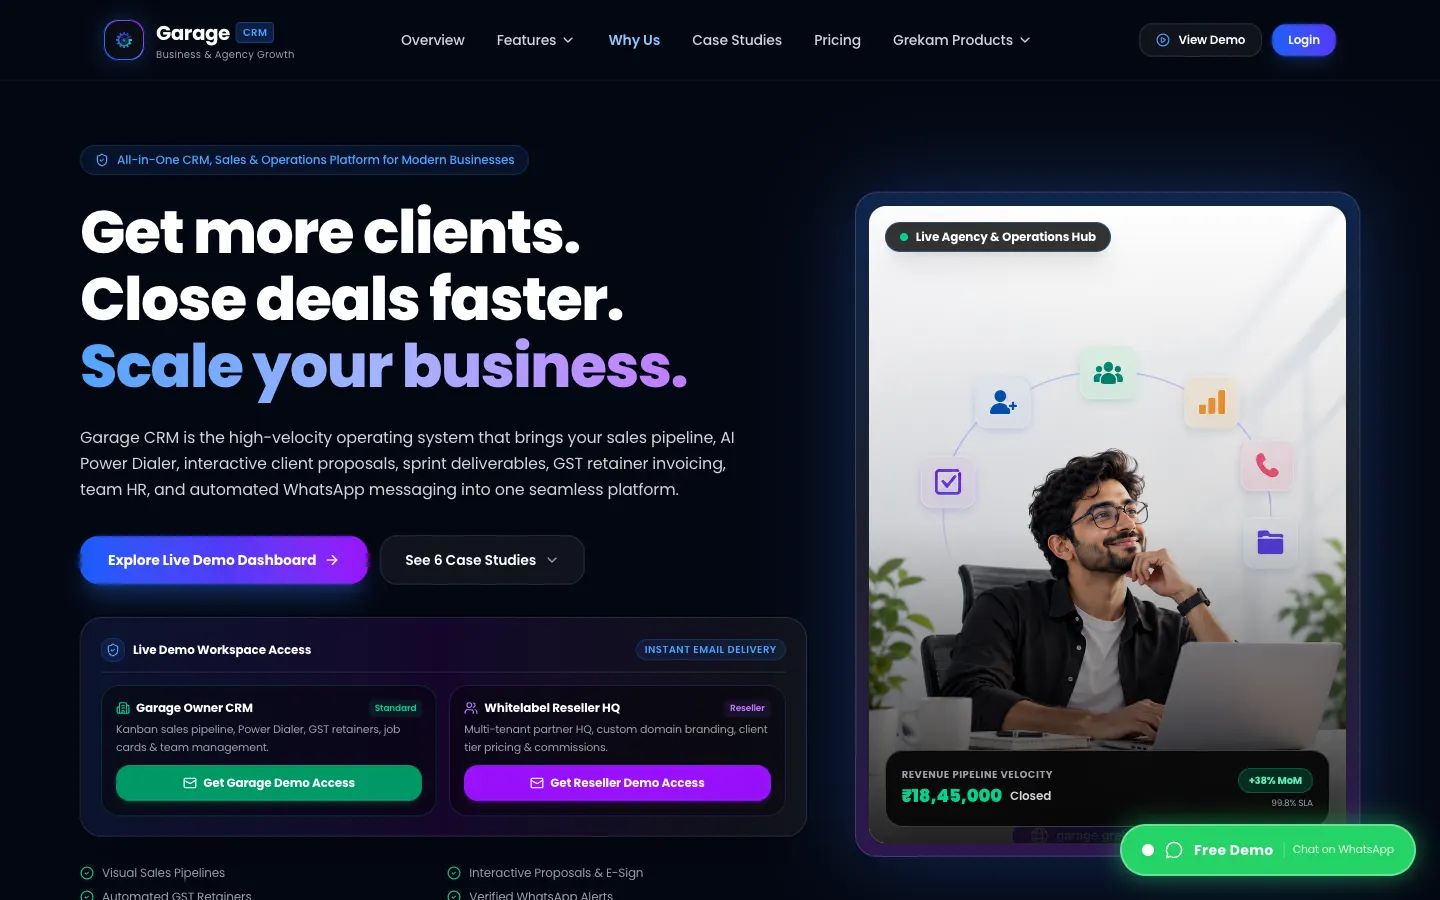 Garage CRM
Business & Agency Growth
Overview
Features
Why Us
Case Studies
Pricing
Grekam Products
View Demo
Login
All-in-One CRM, Sales & Operations Platform for Modern Businesses
Get more clients.
Close deals faster.
Scale your business.
Garage CRM is the high-velocity operating system that brings your sales pipeline, AI
Power Dialer, interactive client proposals, sprint deliverables, GST retainer invoicing,
team HR, and automated WhatsApp messaging into one seamless platform.
Explore Live Demo Dashboard
See 6 Case Studies
Live Demo Workspace Access
INSTANT EMAIL DELIVERY
Garage Owner CRM
Standard
Kanban sales pipeline, Power Dialer, GST retainers, job
cards & team management.
Get Garage Demo Access
Whitelabel Reseller HQ
Reseller
Multi-tenant partner HQ, custom domain branding, client
tier pricing & commissions.
Get Reseller Demo Access
Visual Sales Pipelines
Interactive Proposals & E-Sign
Automated GST Retainers
Verified WhatsApp Alerts
Live Agency & Operations Hub
REVENUE PIPELINE VELOCITY
₹18,45,000 Closed
+38% MoM
99.8% SLA
garage
Free Demo
Chat on WhatsApp